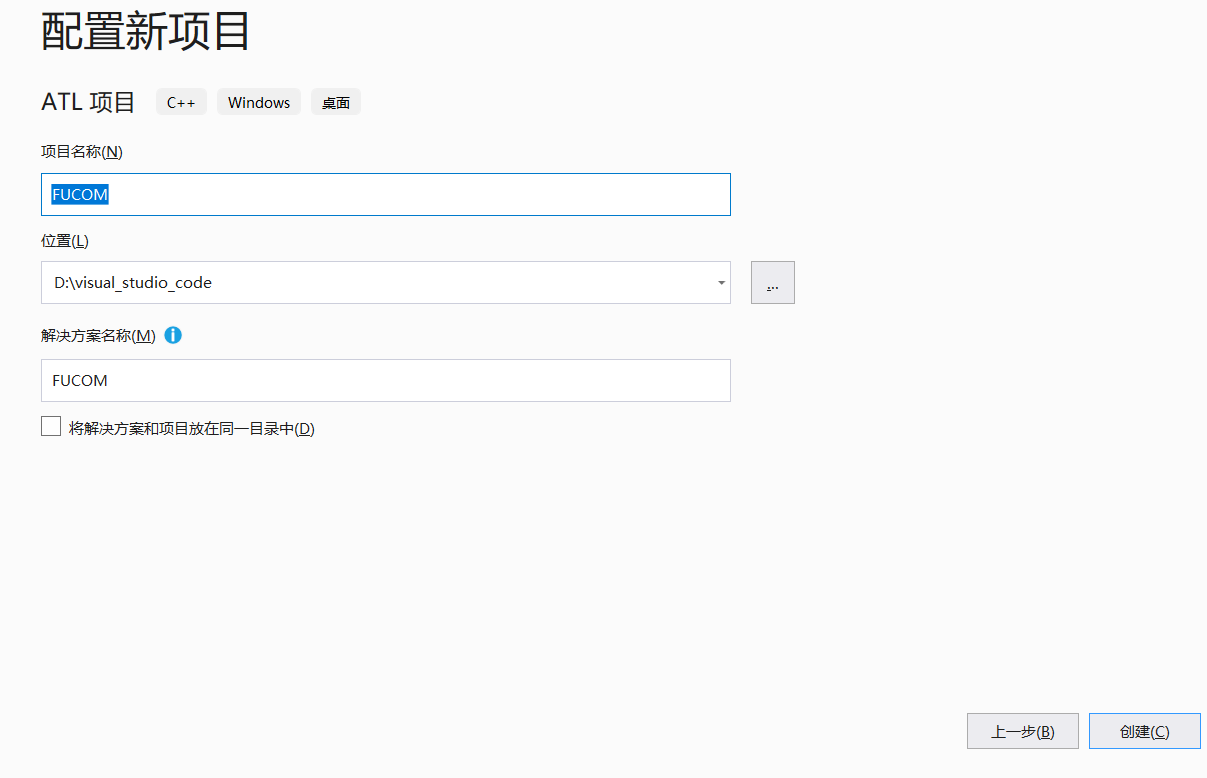 配置新项目
ATL 项目 C++ Windows 桌面
项目名称(N)
FUCOM
位置(L)
D:\visual_studio_code
...
解决方案名称(M) i
FUCOM
将解决方案和项目放在同一目录中(D)
上一步(B) 创建(C)